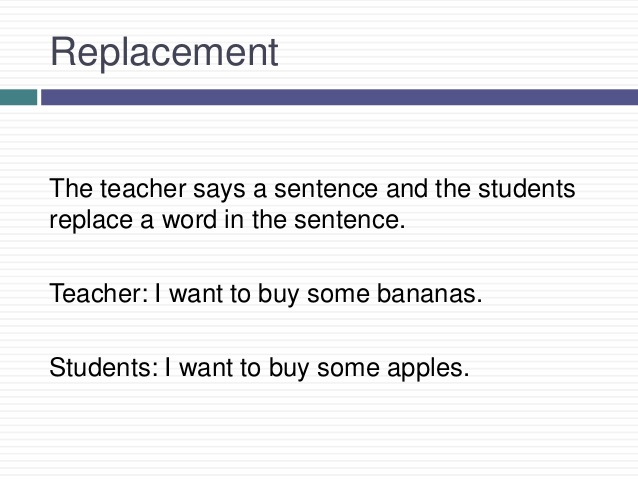 Replacement
The teacher says a sentence and the students
replace a word in the sentence.
Teacher: I want to buy some bananas.
Students: I want to buy some apples.